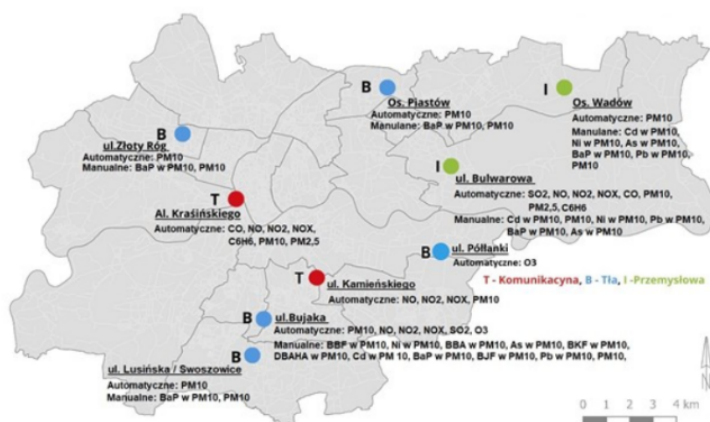 B
Os. Piastów
Automatyczne: PM10
Manulane: BaP w PM10, PM10
I
Os. Wadów
Automatyczne: PM10
Manulane: Cd w PM10,
Ni w PM10, As w PM10,
BaP w PM10, Pb w PM10,
PM10
B
ul.Złoty Róg
Automatyczne: PM10
Manualne: BaP w PM10, PM10
I
ul. Bulwarowa
Automatyczne: SO2, NO, NO2, NOX, CO, PM10,
PM2,5, C6H6
Manualne: Cd w PM10, PM10, Ni w PM10, Pb w PM10,
BaP w PM10, As w PM10
T
Al. Kraśińskiego
Automatyczne: CO, NO, NO2, NOX,
C6H6, PM10, PM2,5
B
ul. Półłanki
Automatyczne: O3
T - Komunikacyna, B - Tła, I -Przemysłowa
T
ul. Kamieńskiego
Automatyczne: NO, NO2, NOX, PM10
B
ul.Bujaka
Automatyczne: PM10, NO, NO2, NOX, SO2, O3
Manualne: BBF w PM10, Ni w PM10, BBA w PM10, As w PM10, BKF w PM10,
DBAHA w PM10, Cd w PM 10, BaP w PM10, BJF w PM10, Pb w PM10, PM10,
B
ul. Lusińska / Swoszowice
Automatyczne: PM10
Manualne: BaP w PM10, PM10
N
0 1 2 3 4 km